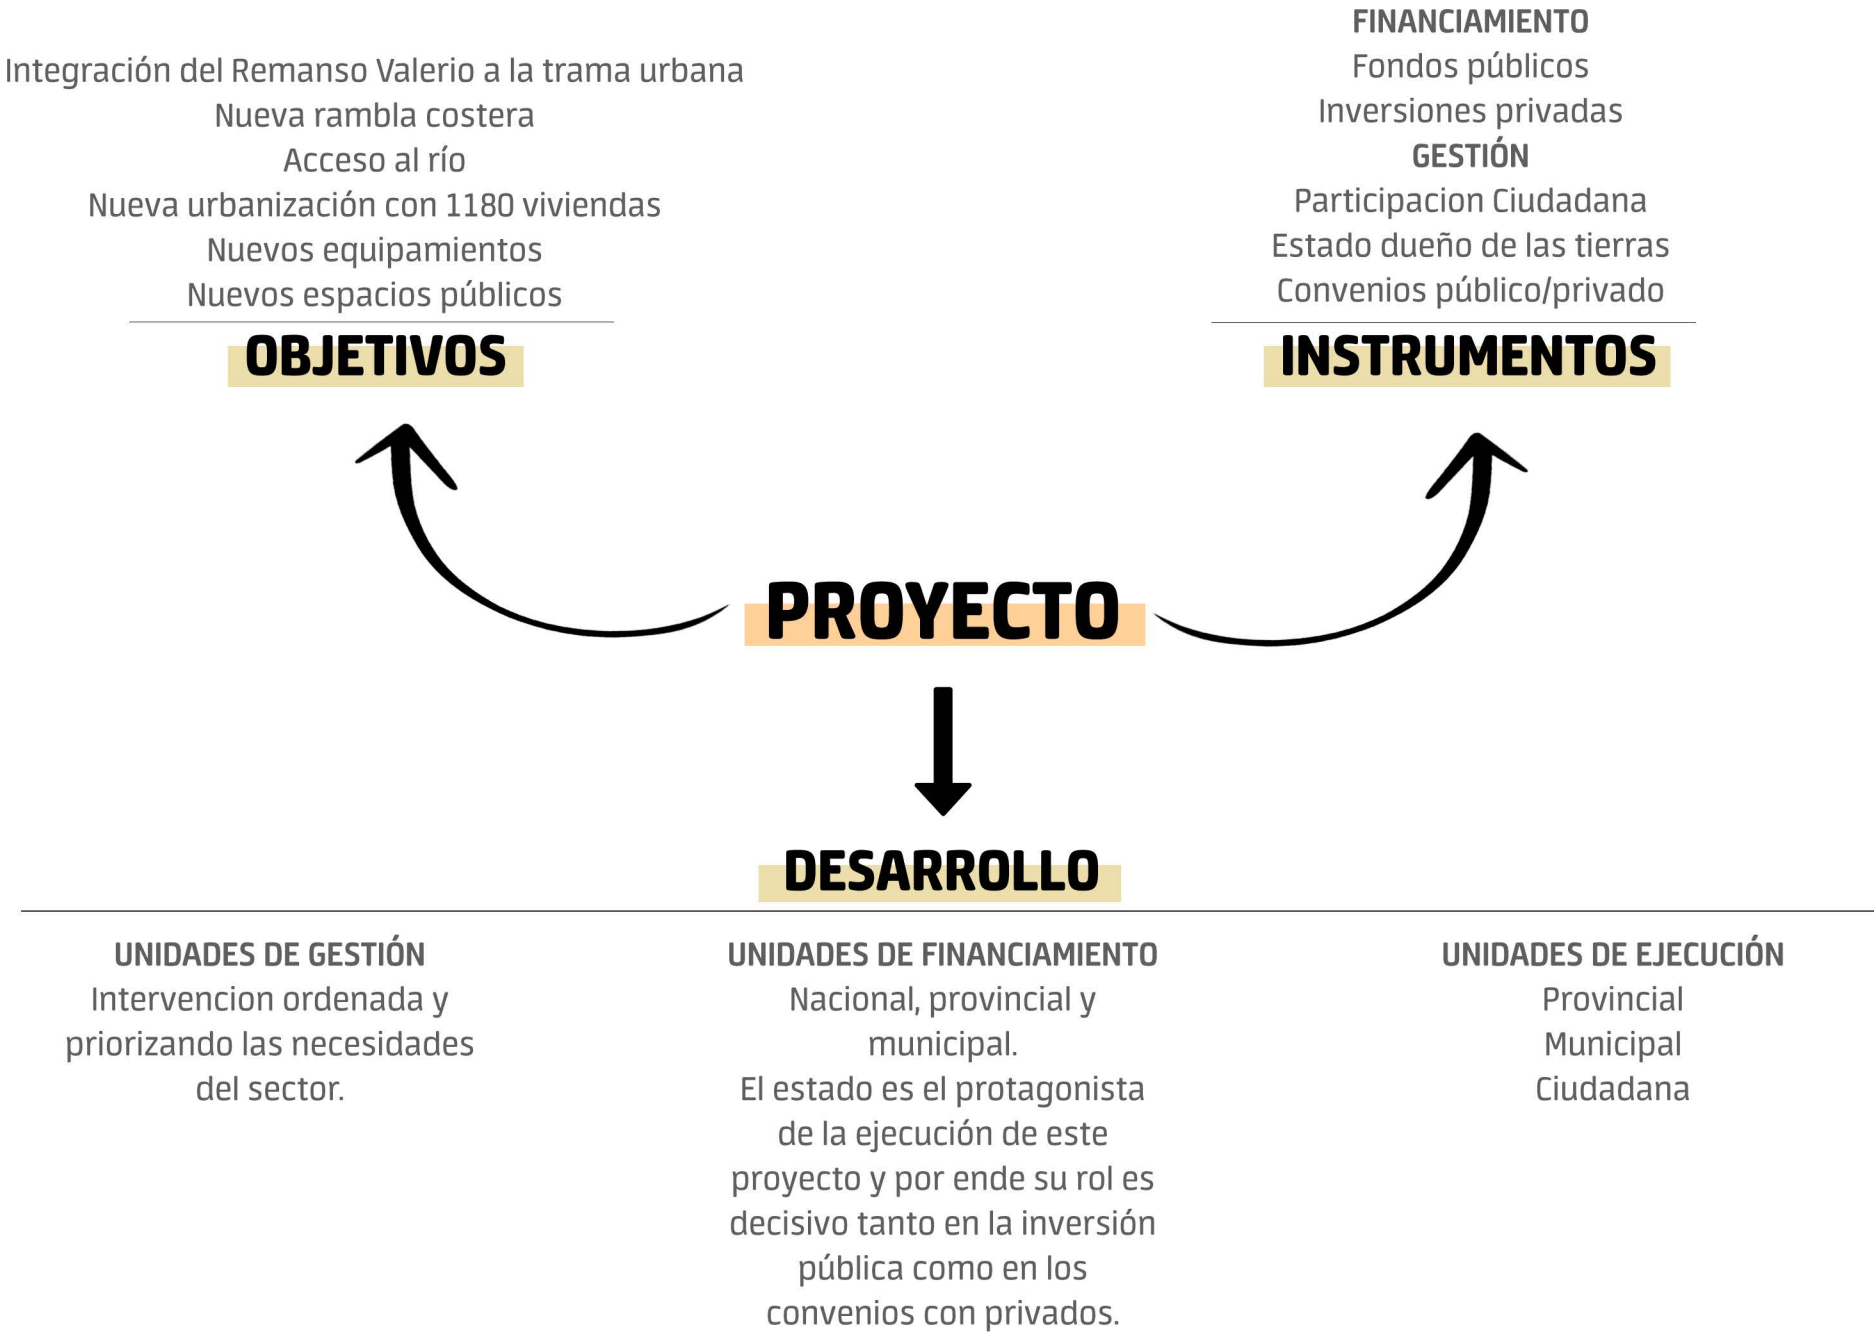 Integración del Remanso Valerio a la trama urbana
Nueva rambla costera
Acceso al río
Nueva urbanización con 1180 viviendas
Nuevos equipamientos
Nuevos espacios públicos
OBJETIVOS
FINANCIAMIENTO
Fondos públicos
Inversiones privadas
GESTIÓN
Participacion Ciudadana
Estado dueño de las tierras
Convenios público/privado
INSTRUMENTOS
PROYECTO
DESARROLLO
UNIDADES DE GESTIÓN
Intervencion ordenada y
priorizando las necesidades
del sector.
UNIDADES DE FINANCIAMIENTO
Nacional, provincial y
municipal.
El estado es el protagonista
de la ejecución de este
proyecto y por ende su rol es
decisivo tanto en la inversión
pública como en los
convenios con privados.
UNIDADES DE EJECUCIÓN
Provincial
Municipal
Ciudadana